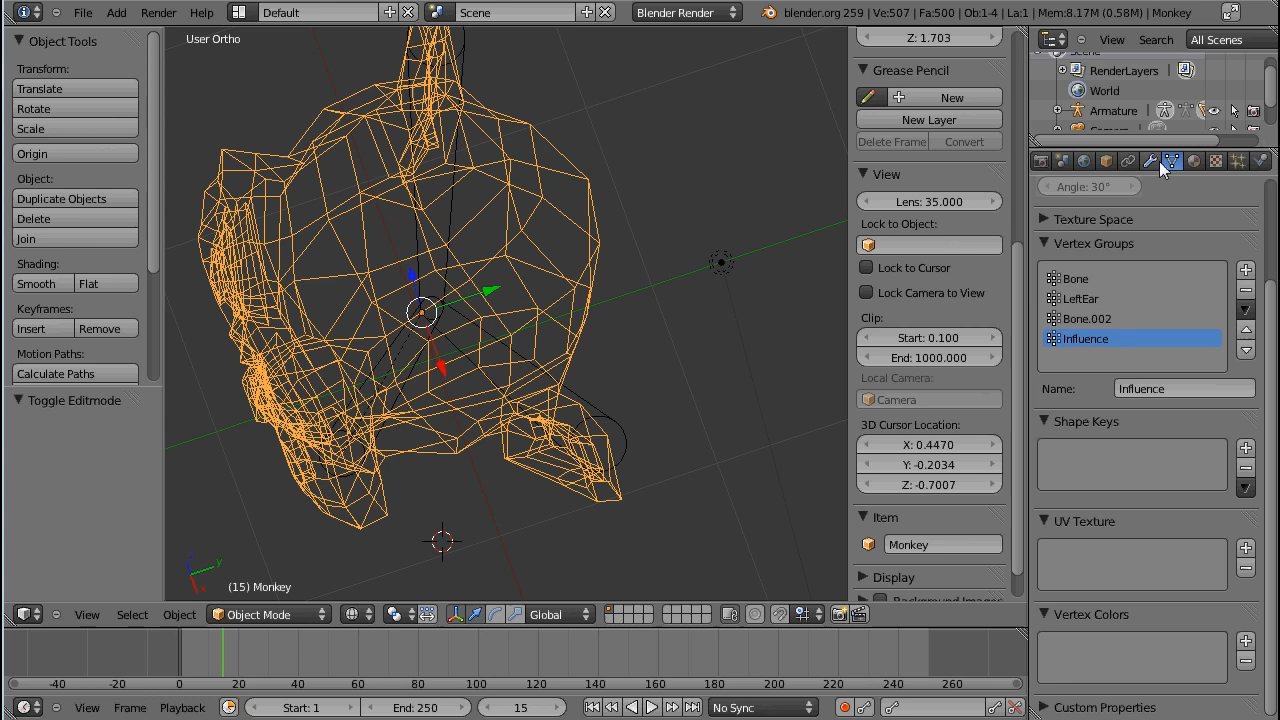 File Add Render Help Default Scene Blender Render blender.org 259 | Ve:507 | Fa:500 | Ob:1-4 | La:1 | Mem:8.17M (0.58M) | Monkey
Object Tools
Transform:
Translate
Rotate
Scale
Origin
Object:
Duplicate Objects
Delete
Join
Shading:
Smooth Flat
Keyframes:
Insert Remove
Motion Paths:
Calculate Paths
Toggle Editmode
User Ortho
z
y
x
(15) Monkey
Z: 1.703
Grease Pencil
New
New Layer
Delete Frame Convert
View
Lens: 35.000
Lock to Object:
Lock to Cursor
Lock Camera to View
Clip:
Start: 0.100
End: 1000.000
Local Camera:
Camera
3D Cursor Location:
X: 0.4470
Y: -0.2034
Z: -0.7007
Item
Monkey
Display
Background Images
View Search All Scenes
Scene
RenderLayers
World
Armature
Camera
Angle: 30°
Texture Space
Vertex Groups
Bone
LeftEar
Bone.002
Influence
Name: Influence
Shape Keys
UV Texture
Vertex Colors
Custom Properties
View Select Object Object Mode Global
-40 -20 0 20 40 60 80 100 120 140 160 180 200 220 240 260
View Frame Playback Start: 1 End: 250 15 No Sync